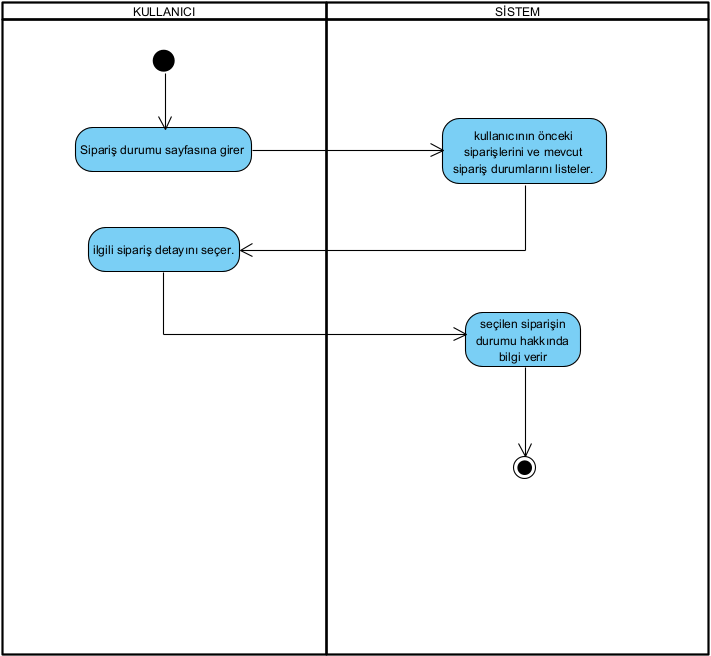 KULLANICI
SİSTEM
Sipariş durumu sayfasına girer
kullanıcının önceki
siparişlerini ve mevcut
sipariş durumlarını listeler.
ilgili sipariş detayını seçer.
seçilen siparişin
durumu hakkında
bilgi verir